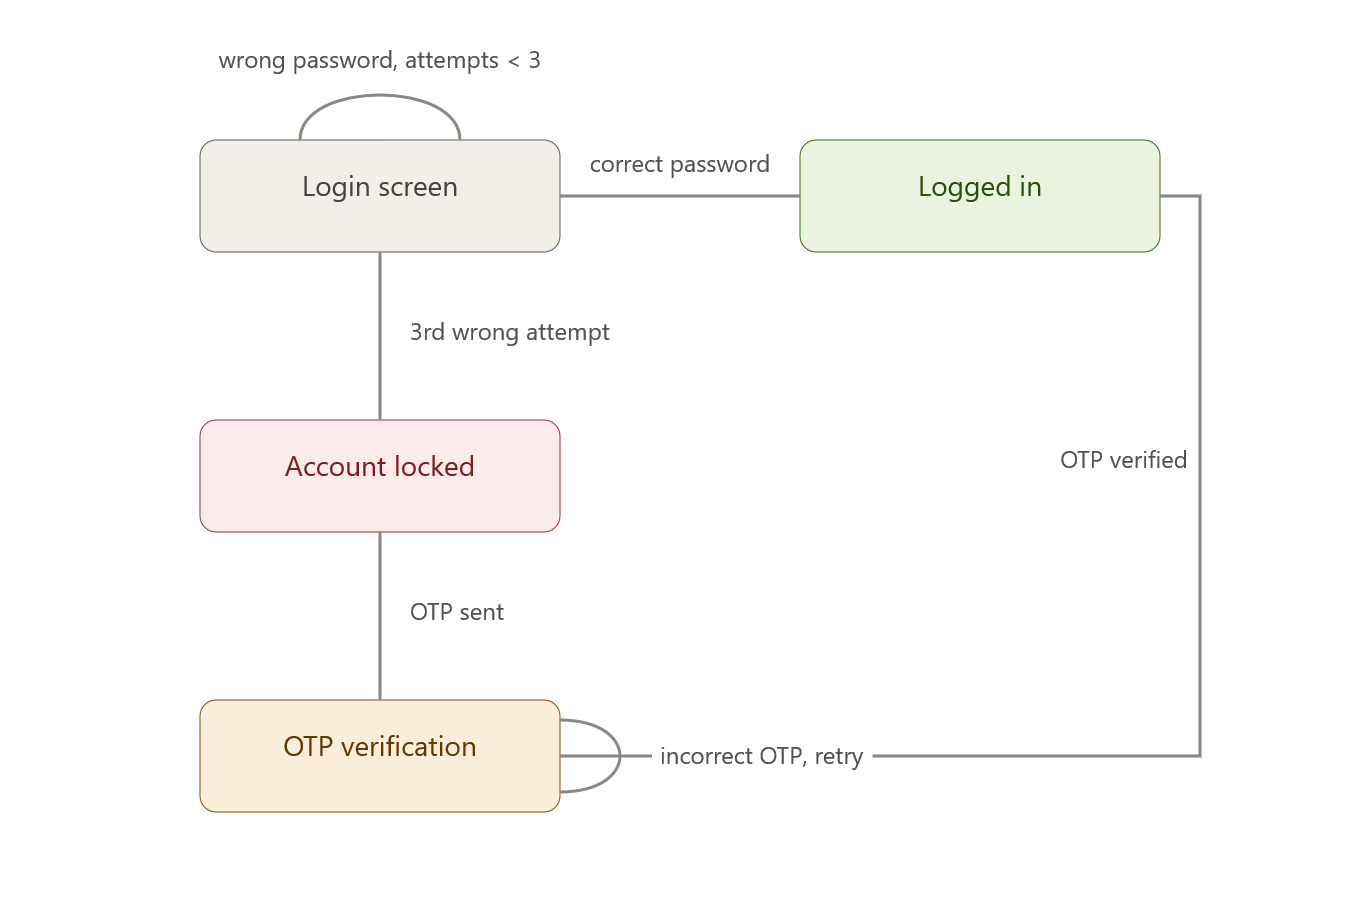 wrong password, attempts < 3
Login screen
correct password
Logged in
3rd wrong attempt
Account locked
OTP verified
OTP sent
OTP verification
incorrect OTP, retry